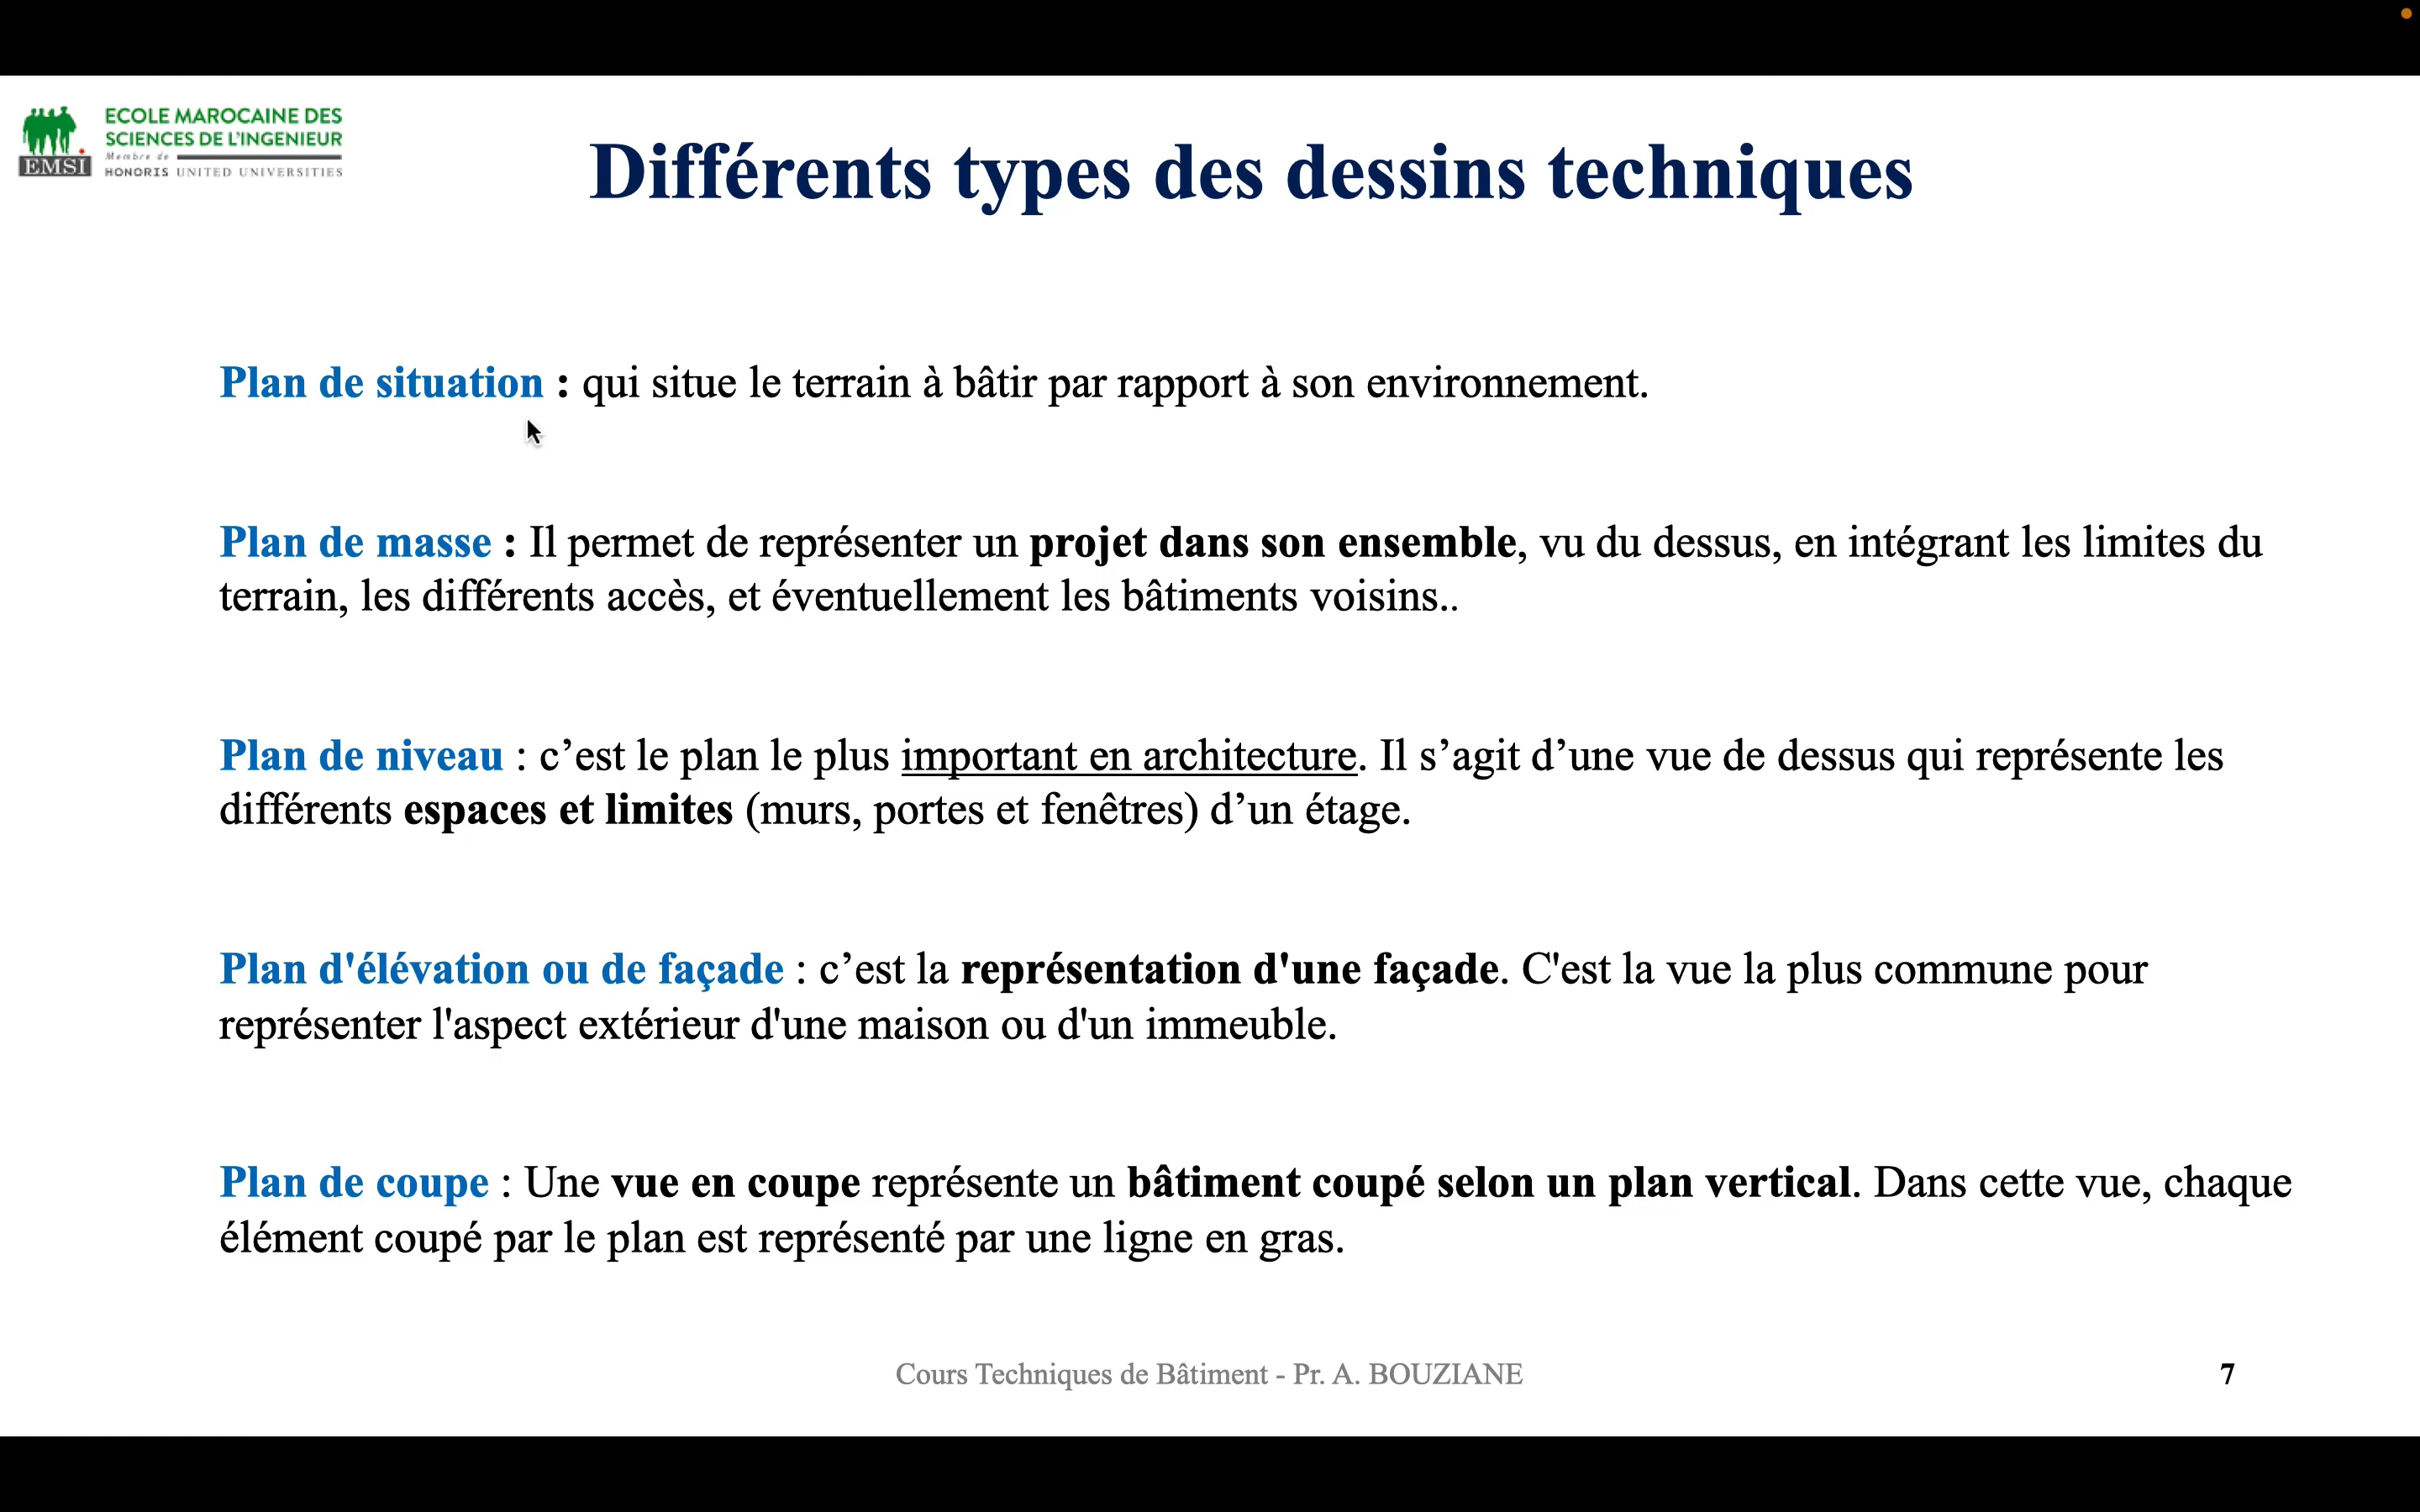 ECOLE MAROCAINE DES
SCIENCES DE L'INGENIEUR
Membre de
EMSI
HONORIS UNITED UNIVERSITIES
Différents types des dessins techniques
Plan de situation : qui situe le terrain à bâtir par rapport à son environnement.
Plan de masse : Il permet de représenter un projet dans son ensemble, vu du dessus, en intégrant les limites du
terrain, les différents accès, et éventuellement les bâtiments voisins..
Plan de niveau : c’est le plan le plus important en architecture. Il s’agit d’une vue de dessus qui représente les
différents espaces et limites (murs, portes et fenêtres) d’un étage.
Plan d'élévation ou de façade : c’est la représentation d'une façade. C'est la vue la plus commune pour
représenter l'aspect extérieur d'une maison ou d'un immeuble.
Plan de coupe : Une vue en coupe représente un bâtiment coupé selon un plan vertical. Dans cette vue, chaque
élément coupé par le plan est représenté par une ligne en gras.
Cours Techniques de Bâtiment - Pr. A. BOUZIANE
7